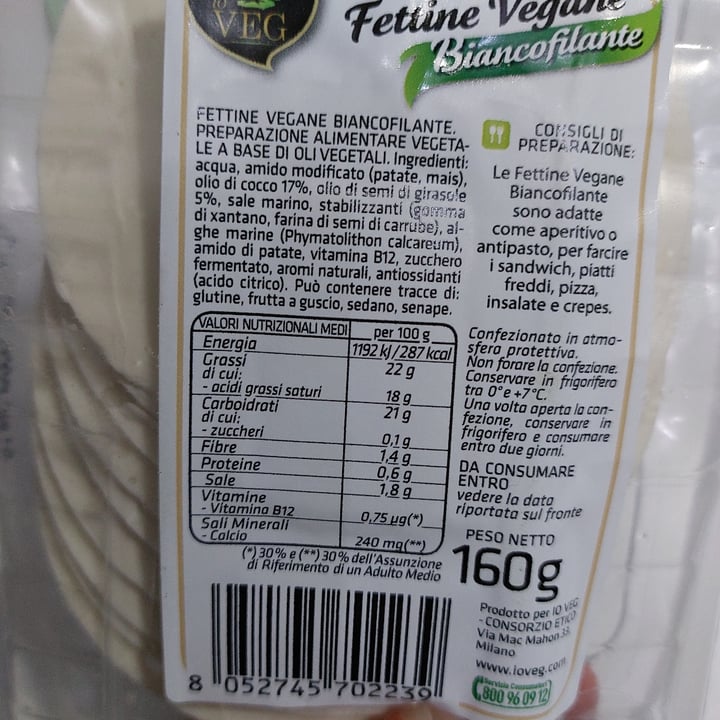 io
VEG
Fettine Vegane
Biancofilante
FETTINE VEGANE BIANCOFILANTE.
PREPARAZIONE ALIMENTARE VEGETA-
LE A BASE DI OLI VEGETALI. Ingredienti:
acqua, amido modificato (patate, mais),
olio di cocco 17%, olio di semi di girasole
5%, sale marino, stabilizzanti (gomma
di xantano, farina di semi di carrube), al-
ghe marine (Phymatolithon calcareum),
amido di patate, vitamina B12, zucchero
fermentato, aromi naturali, antiossidanti
(acido citrico). Può contenere tracce di:
glutine, frutta a guscio, sedano, senape.
VALORI NUTRIZIONALI MEDI per 100 g
Energia 1192 kJ/287 kcal
Grassi 22 g
di cui:
- acidi grassi saturi 18 g
Carboidrati 21 g
di cui:
- zuccheri 0,1 g
Fibre 1,4 g
Proteine 0,6 g
Sale 1,8 g
Vitamine
- Vitamina B12 0,75 µg(*)
Sali Minerali
- Calcio 240 mg(**)
(*) 30% e (**) 30% dell'Assunzione
di Riferimento di un Adulto Medio
8 052745 702239
CONSIGLI DI
PREPARAZIONE:
Le Fettine Vegane
Biancofilante
sono adatte
come aperitivo o
antipasto, per farcire
i sandwich, piatti
freddi, pizza,
insalate e crepes.
Confezionato in atmo-
sfera protettiva.
Non forare la confezione.
Conservare in frigorifero
tra 0° e +7°C.
Una volta aperta la con-
fezione, conservare in
frigorifero e consumare
entro due giorni.
DA CONSUMARE
ENTRO
vedere la data
riportata sul fronte
PESO NETTO
160g
Prodotto per IO VEG
- CONSORZIO ETICO
Via Mac Mahon 33,
Milano
www.ioveg.com
Servizio Consumatori
800 96 09 12